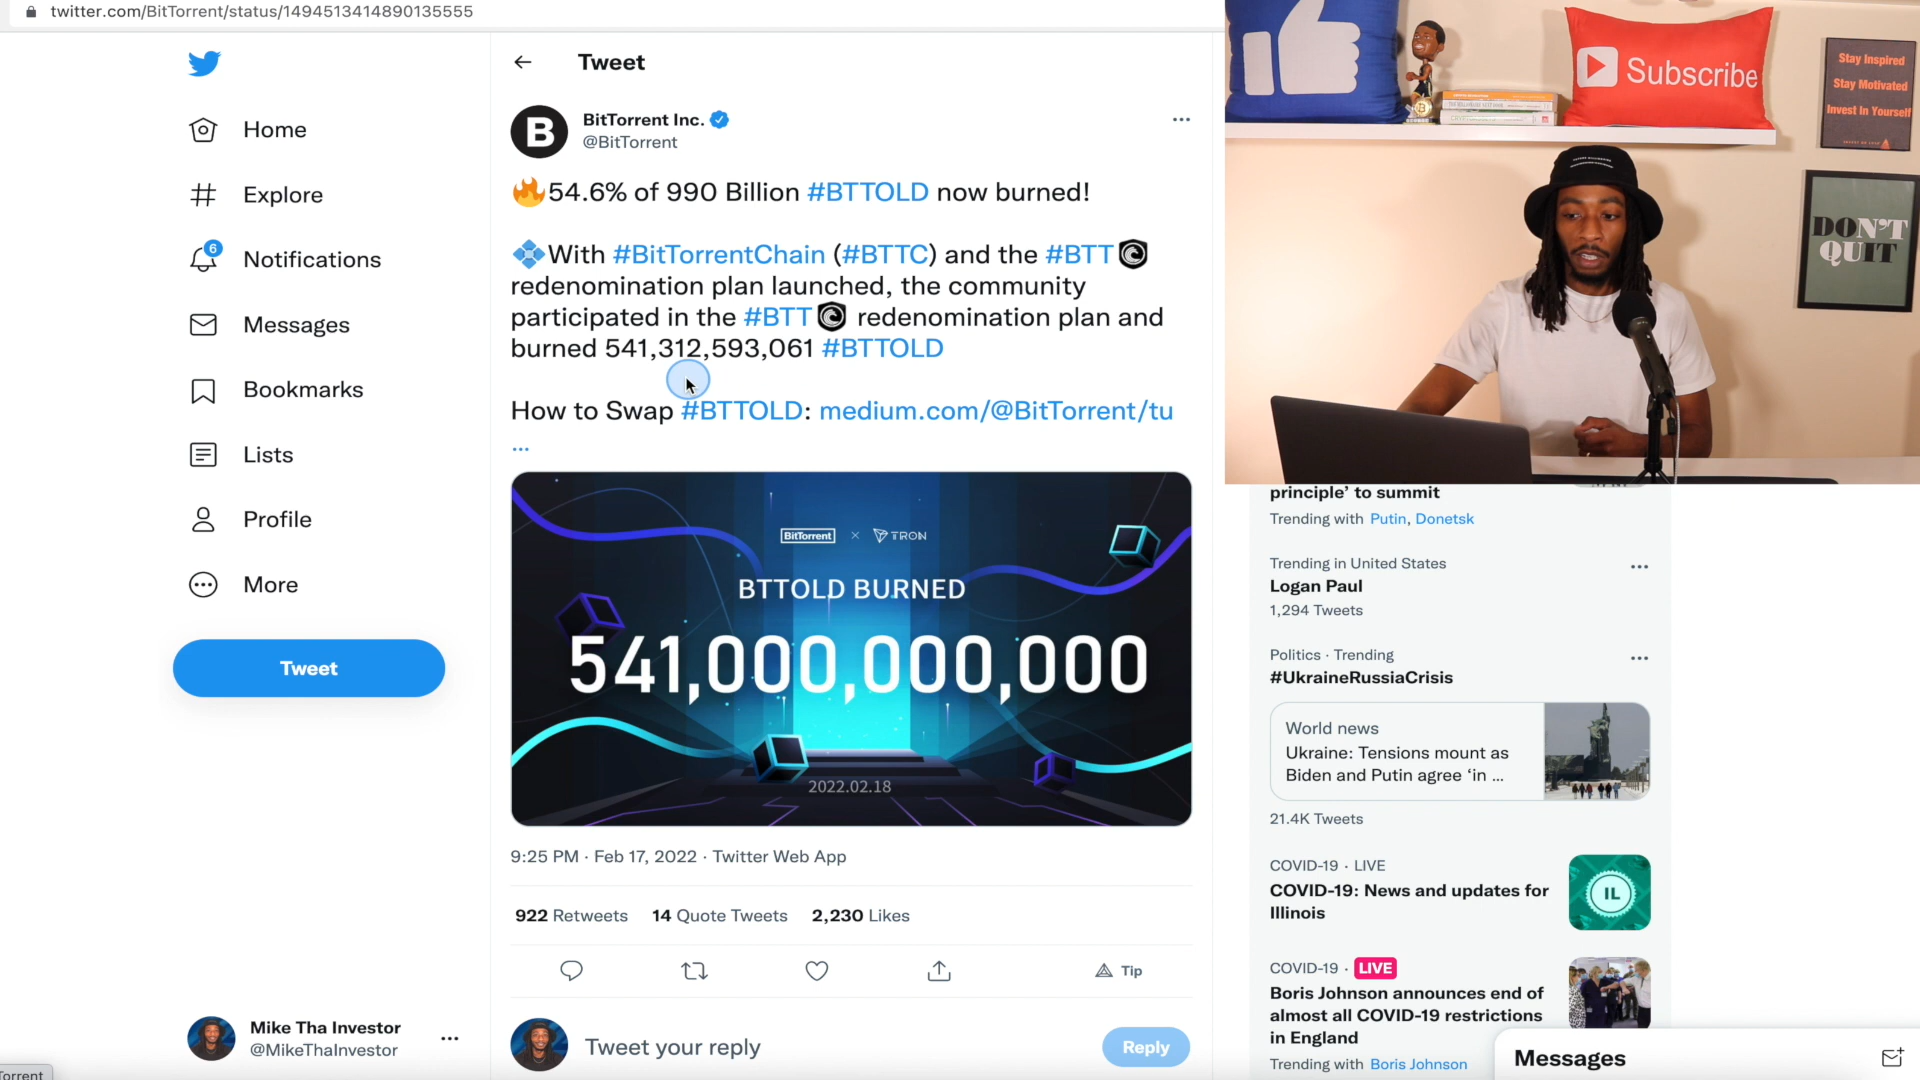 twitter.com/BitTorrent/status/1494513414890135555
Home
Explore
6
Notifications
Messages
Bookmarks
Lists
Profile
More
Tweet
Mike Tha Investor
@MikeThaInvestor
Tweet
B
BitTorrent Inc.
@BitTorrent
54.6% of 990 Billion #BTTOLD now burned!
With #BitTorrentChain (#BTTC) and the #BTT
redenomination plan launched, the community
participated in the #BTT redenomination plan and
burned 541,312,593,061 #BTTOLD
How to Swap #BTTOLD: medium.com/@BitTorrent/tu
...
BitTorrent × TRON
BTTOLD BURNED
541,000,000,000
2022.02.18
9:25 PM · Feb 17, 2022 · Twitter Web App
922 Retweets 14 Quote Tweets 2,230 Likes
Tip
Tweet your reply
Reply
Subscribe
Stay Inspired
Stay Motivated
Invest In Yourself
DON'T
QUIT
principle’ to summit
Trending with Putin, Donetsk
Trending in United States
Logan Paul
1,294 Tweets
Politics · Trending
#UkraineRussiaCrisis
World news
Ukraine: Tensions mount as
Biden and Putin agree ‘in ...
21.4K Tweets
COVID-19 · LIVE
COVID-19: News and updates for
Illinois
IL
COVID-19 · LIVE
Boris Johnson announces end of
almost all COVID-19 restrictions
in England
Trending with Boris Johnson
Messages